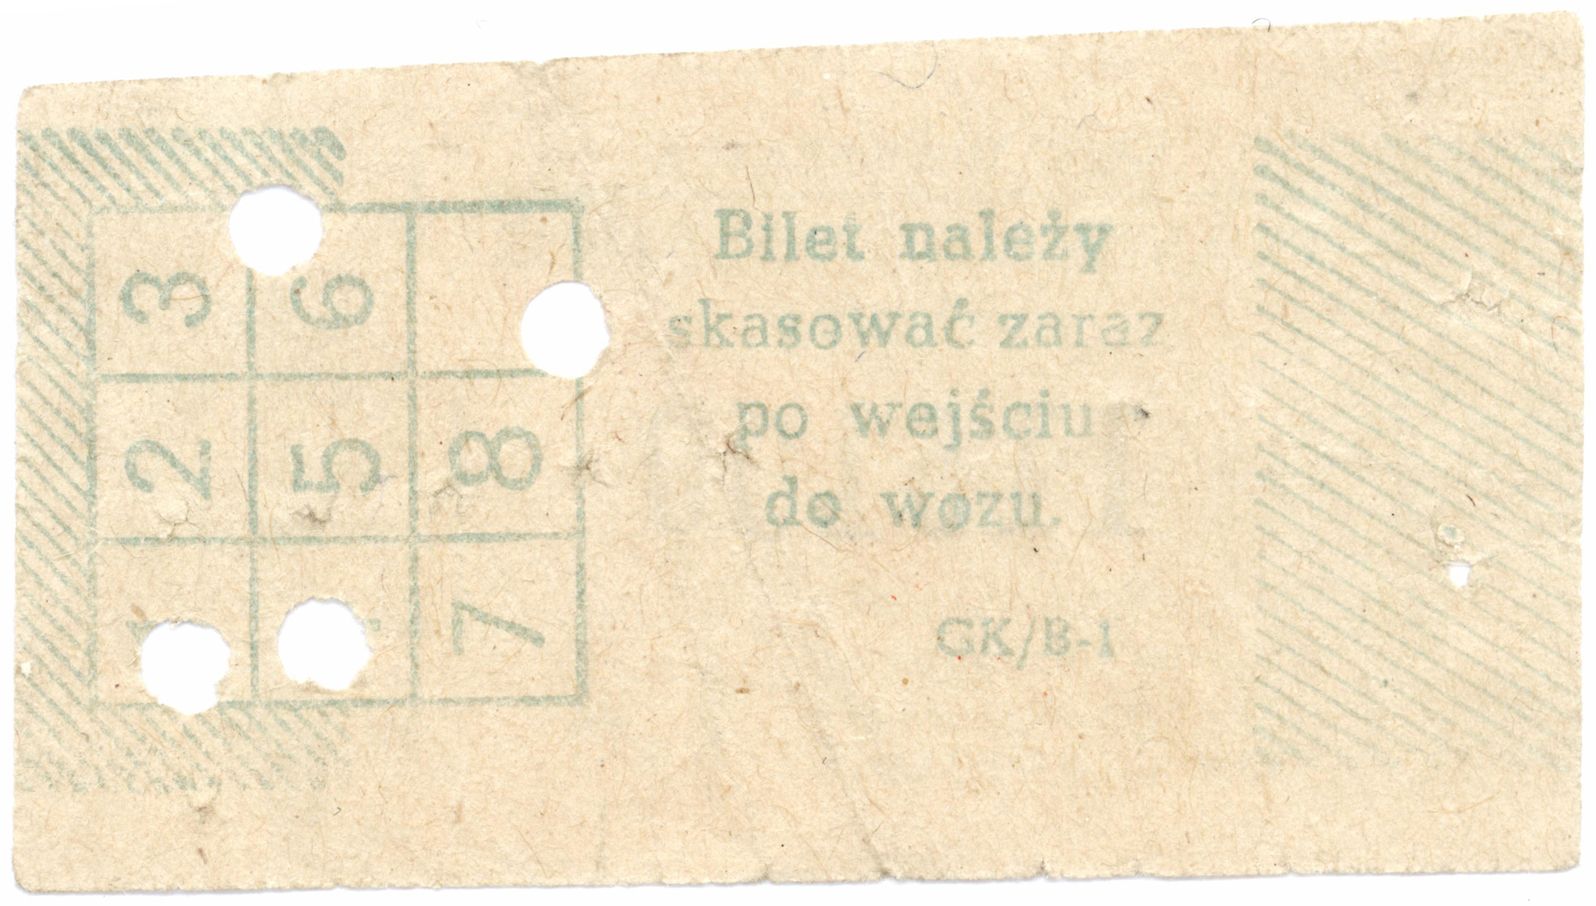 3 6
2 5 8
7
Bilet należy
skasować zaraz
po wejściu
do wozu.
GK/B-1